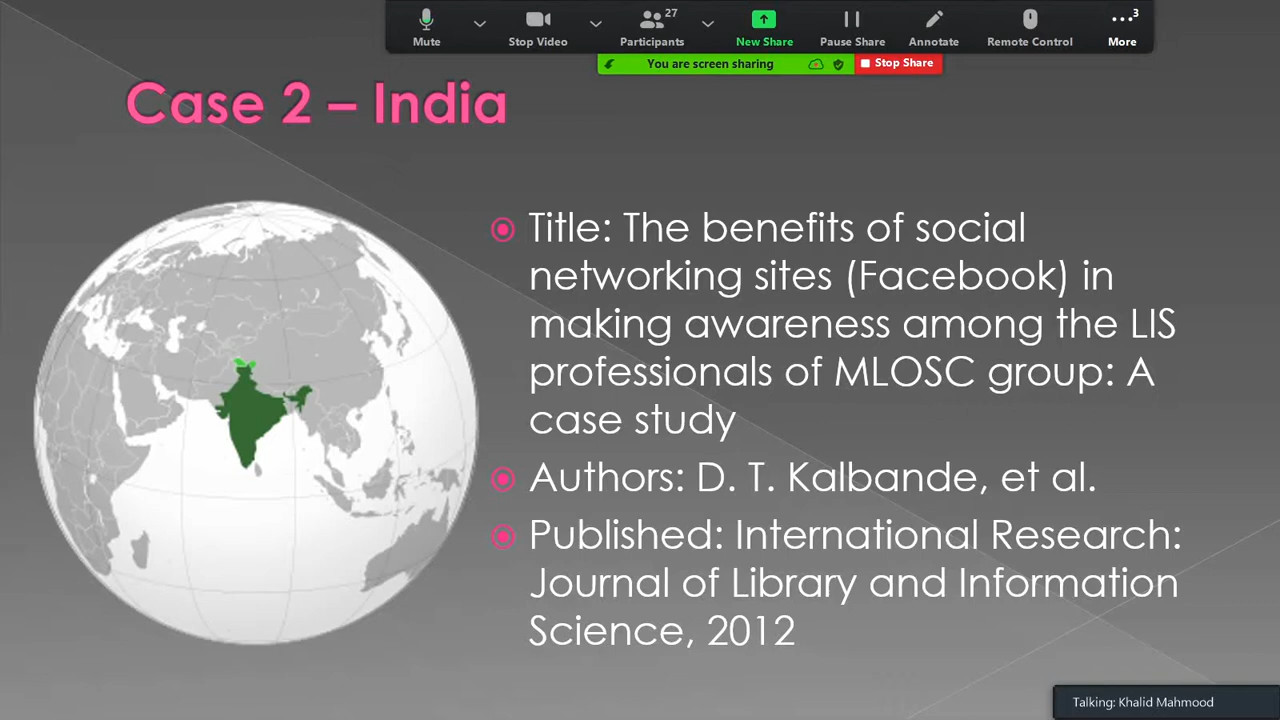 27
3
Mute
Stop Video
Participants
New Share
Pause Share
Annotate
Remote Control
More
You are screen sharing
Stop Share
Case 2 – India
Title: The benefits of social
networking sites (Facebook) in
making awareness among the LIS
professionals of MLOSC group: A
case study
Authors: D. T. Kalbande, et al.
Published: International Research:
Journal of Library and Information
Science, 2012
Talking: Khalid Mahmood